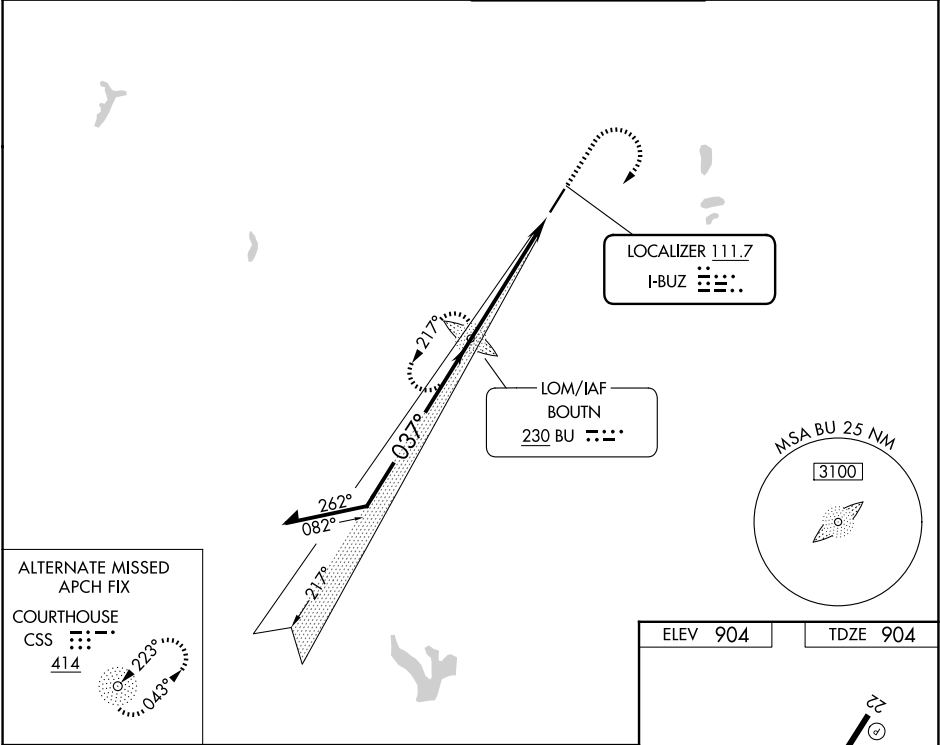 LOCALIZER 111.7
I-BUZ
217°
LOM/IAF
BOUTN
230 BU
037°
MSA BU 25 NM
3100
262°
082°
217°
ALTERNATE MISSED
APCH FIX
COURTHOUSE
CSS
414
223°
043°
ELEV 904
TDZE 904
22
P